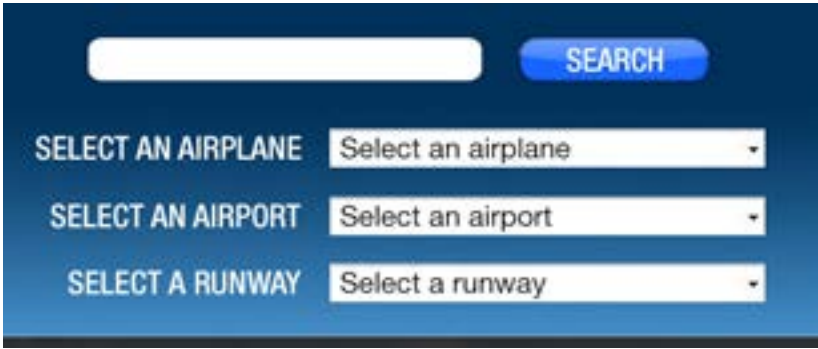 SEARCH
SELECT AN AIRPLANE Select an airplane
SELECT AN AIRPORT Select an airport
SELECT A RUNWAY Select a runway